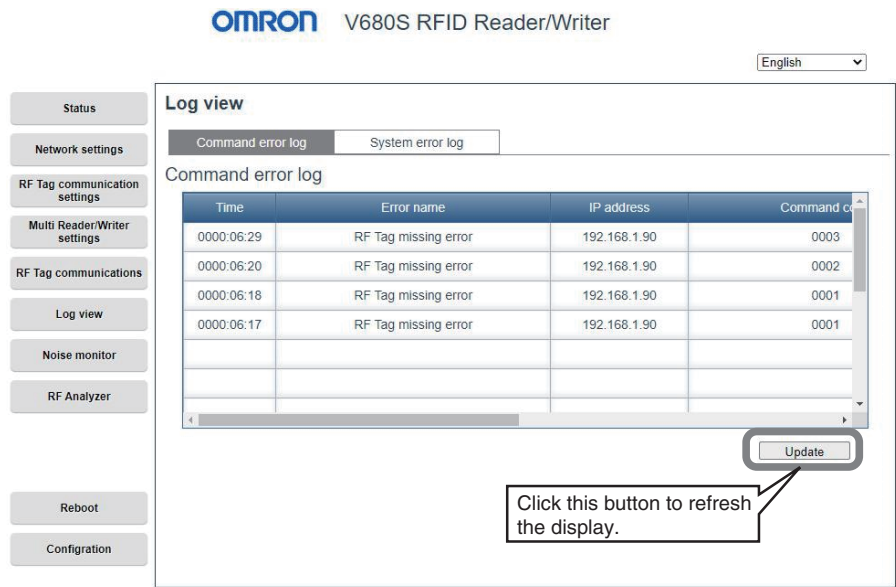 OMRON V680S RFID Reader/Writer
English
Status
Network settings
RF Tag communication
settings
Multi Reader/Writer
settings
RF Tag communications
Log view
Noise monitor
RF Analyzer
Reboot
Configration
Log view
Command error log System error log
Command error log
Time Error name IP address Command co
0000:06:29 RF Tag missing error 192.168.1.90 0003
0000:06:20 RF Tag missing error 192.168.1.90 0002
0000:06:18 RF Tag missing error 192.168.1.90 0001
0000:06:17 RF Tag missing error 192.168.1.90 0001
Update
Click this button to refresh
the display.